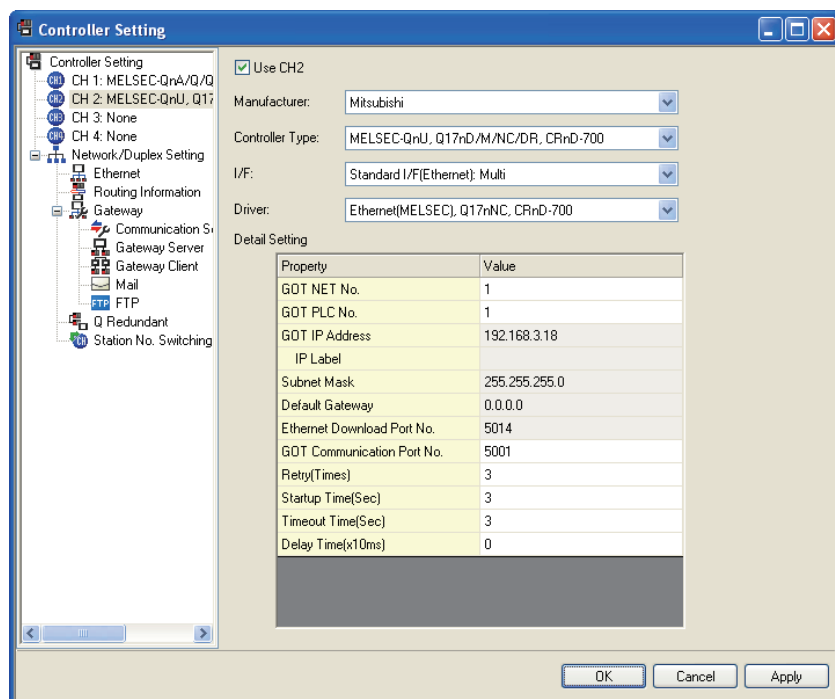 Controller Setting
Controller Setting
CH 1: MELSEC-QnA/Q/Q
CH 2: MELSEC-QnU, Q17
CH 3: None
CH 4: None
Network/Duplex Setting
Ethernet
Routing Information
Gateway
Communication S
Gateway Server
Gateway Client
Mail
FTP FTP
Q Redundant
Station No. Switching
Use CH2
Manufacturer: Mitsubishi
Controller Type: MELSEC-QnU, Q17nD/M/NC/DR, CRnD-700
I/F: Standard I/F(Ethernet): Multi
Driver: Ethernet(MELSEC), Q17nNC, CRnD-700
Detail Setting
Property Value
GOT NET No. 1
GOT PLC No. 1
GOT IP Address 192.168.3.18
IP Label
Subnet Mask 255.255.255.0
Default Gateway 0.0.0.0
Ethernet Download Port No. 5014
GOT Communication Port No. 5001
Retry(Times) 3
Startup Time(Sec) 3
Timeout Time(Sec) 3
Delay Time(x10ms) 0
OK Cancel Apply